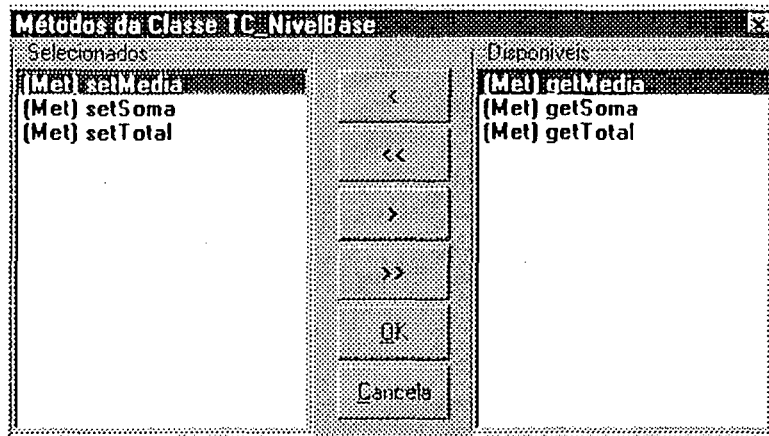 Métodos da Classe TC_NivelBase
Selecionados
(Met) setMedia
(Met) setSoma
(Met) setTotal
<
<<
>
>>
OK
Cancela
Disponíveis
(Met) getMedia
(Met) getSoma
(Met) getTotal